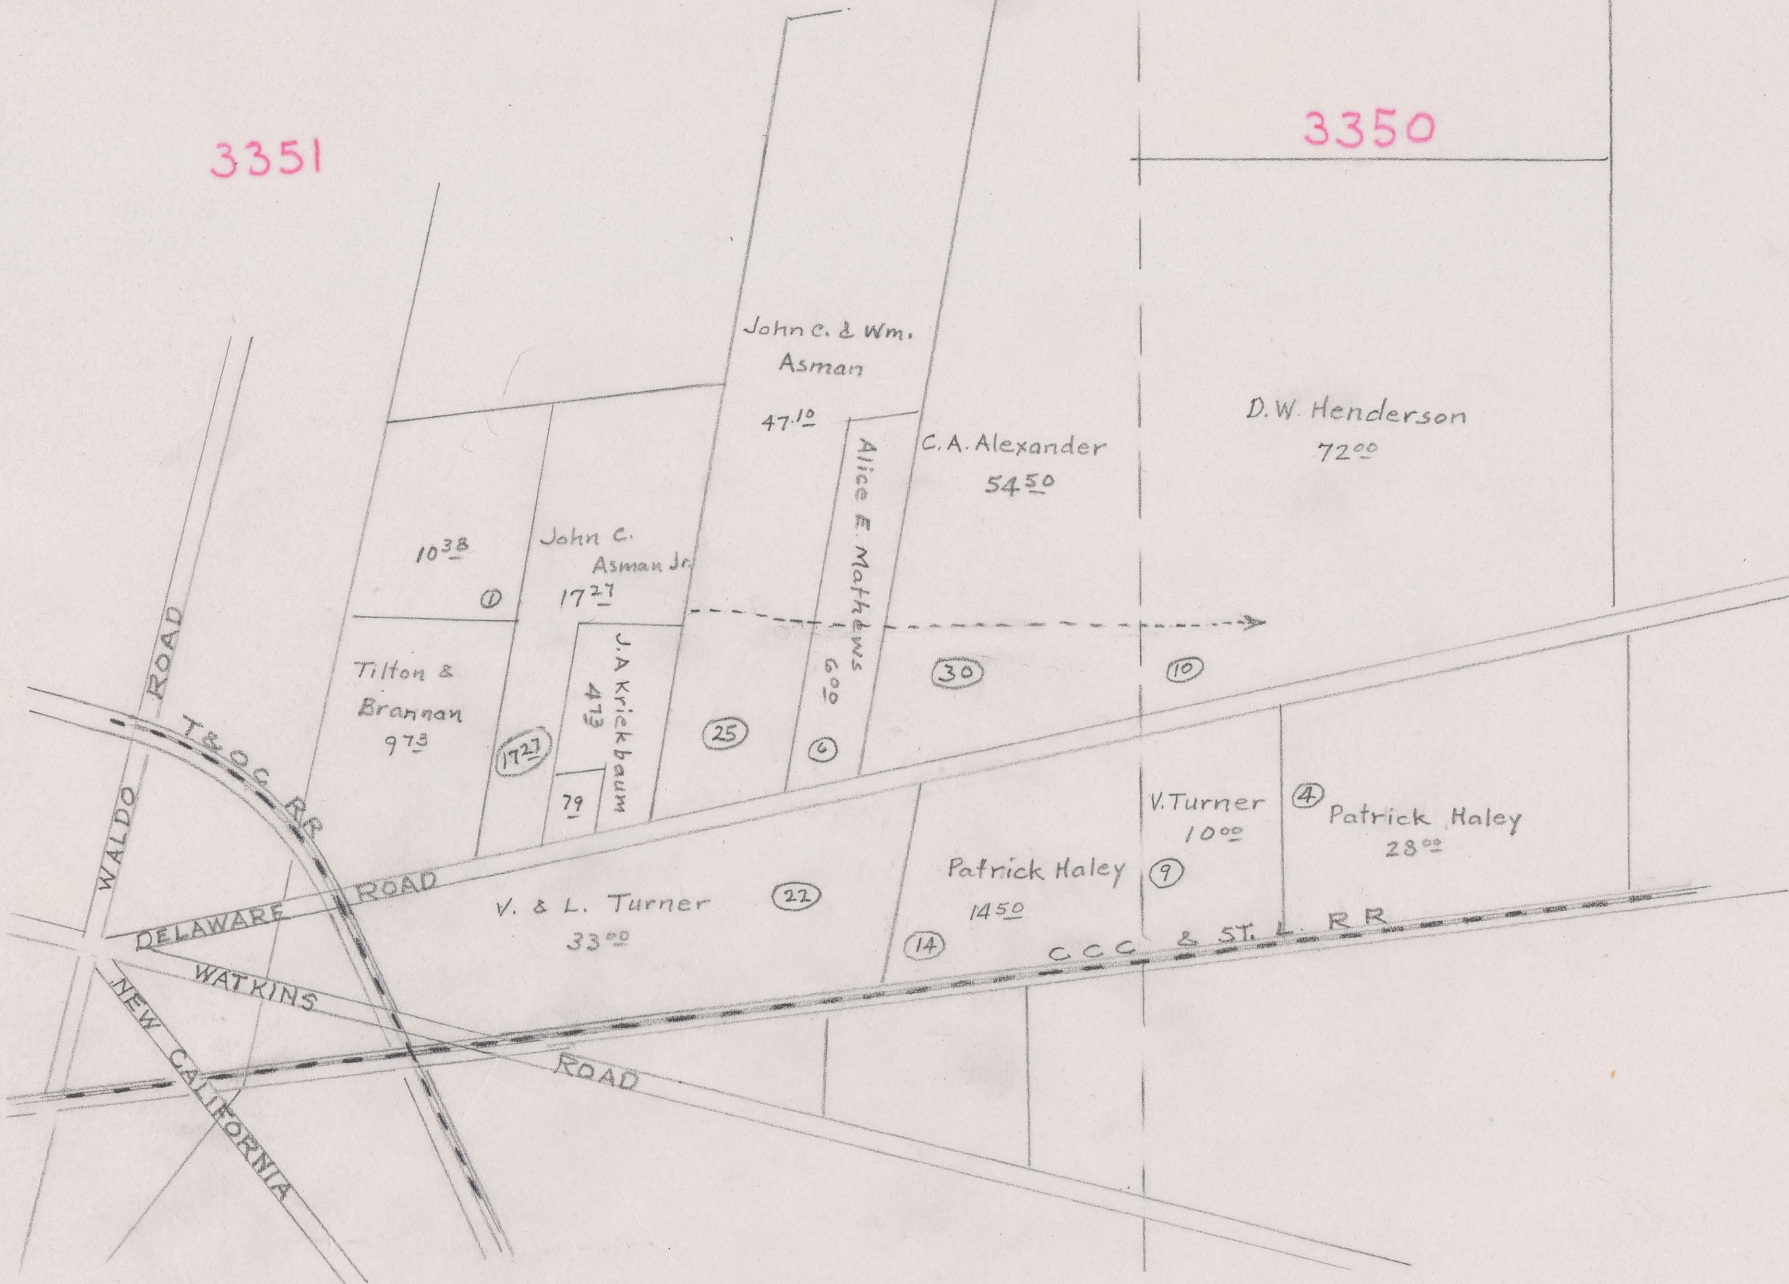 3351
3350
John C. & Wm.
Asman
47.10
Alice E. Mathews
6 00
C. A. Alexander
54 50
D. W. Henderson
72 00
10 38
1
John C.
Asman Jr.
17 27
Tilton &
Brannan
9 73
17 27
J. A Krickbaum
4 73
79
25
6
30
10
WALDO ROAD
T & O C RR
DELAWARE ROAD
V. & L. Turner
33 00
22
Patrick Haley
14 50
14
V. Turner
10 00
9
4
Patrick Haley
28 00
C C C & ST. L. R R
WATKINS ROAD
NEW CALIFORNIA